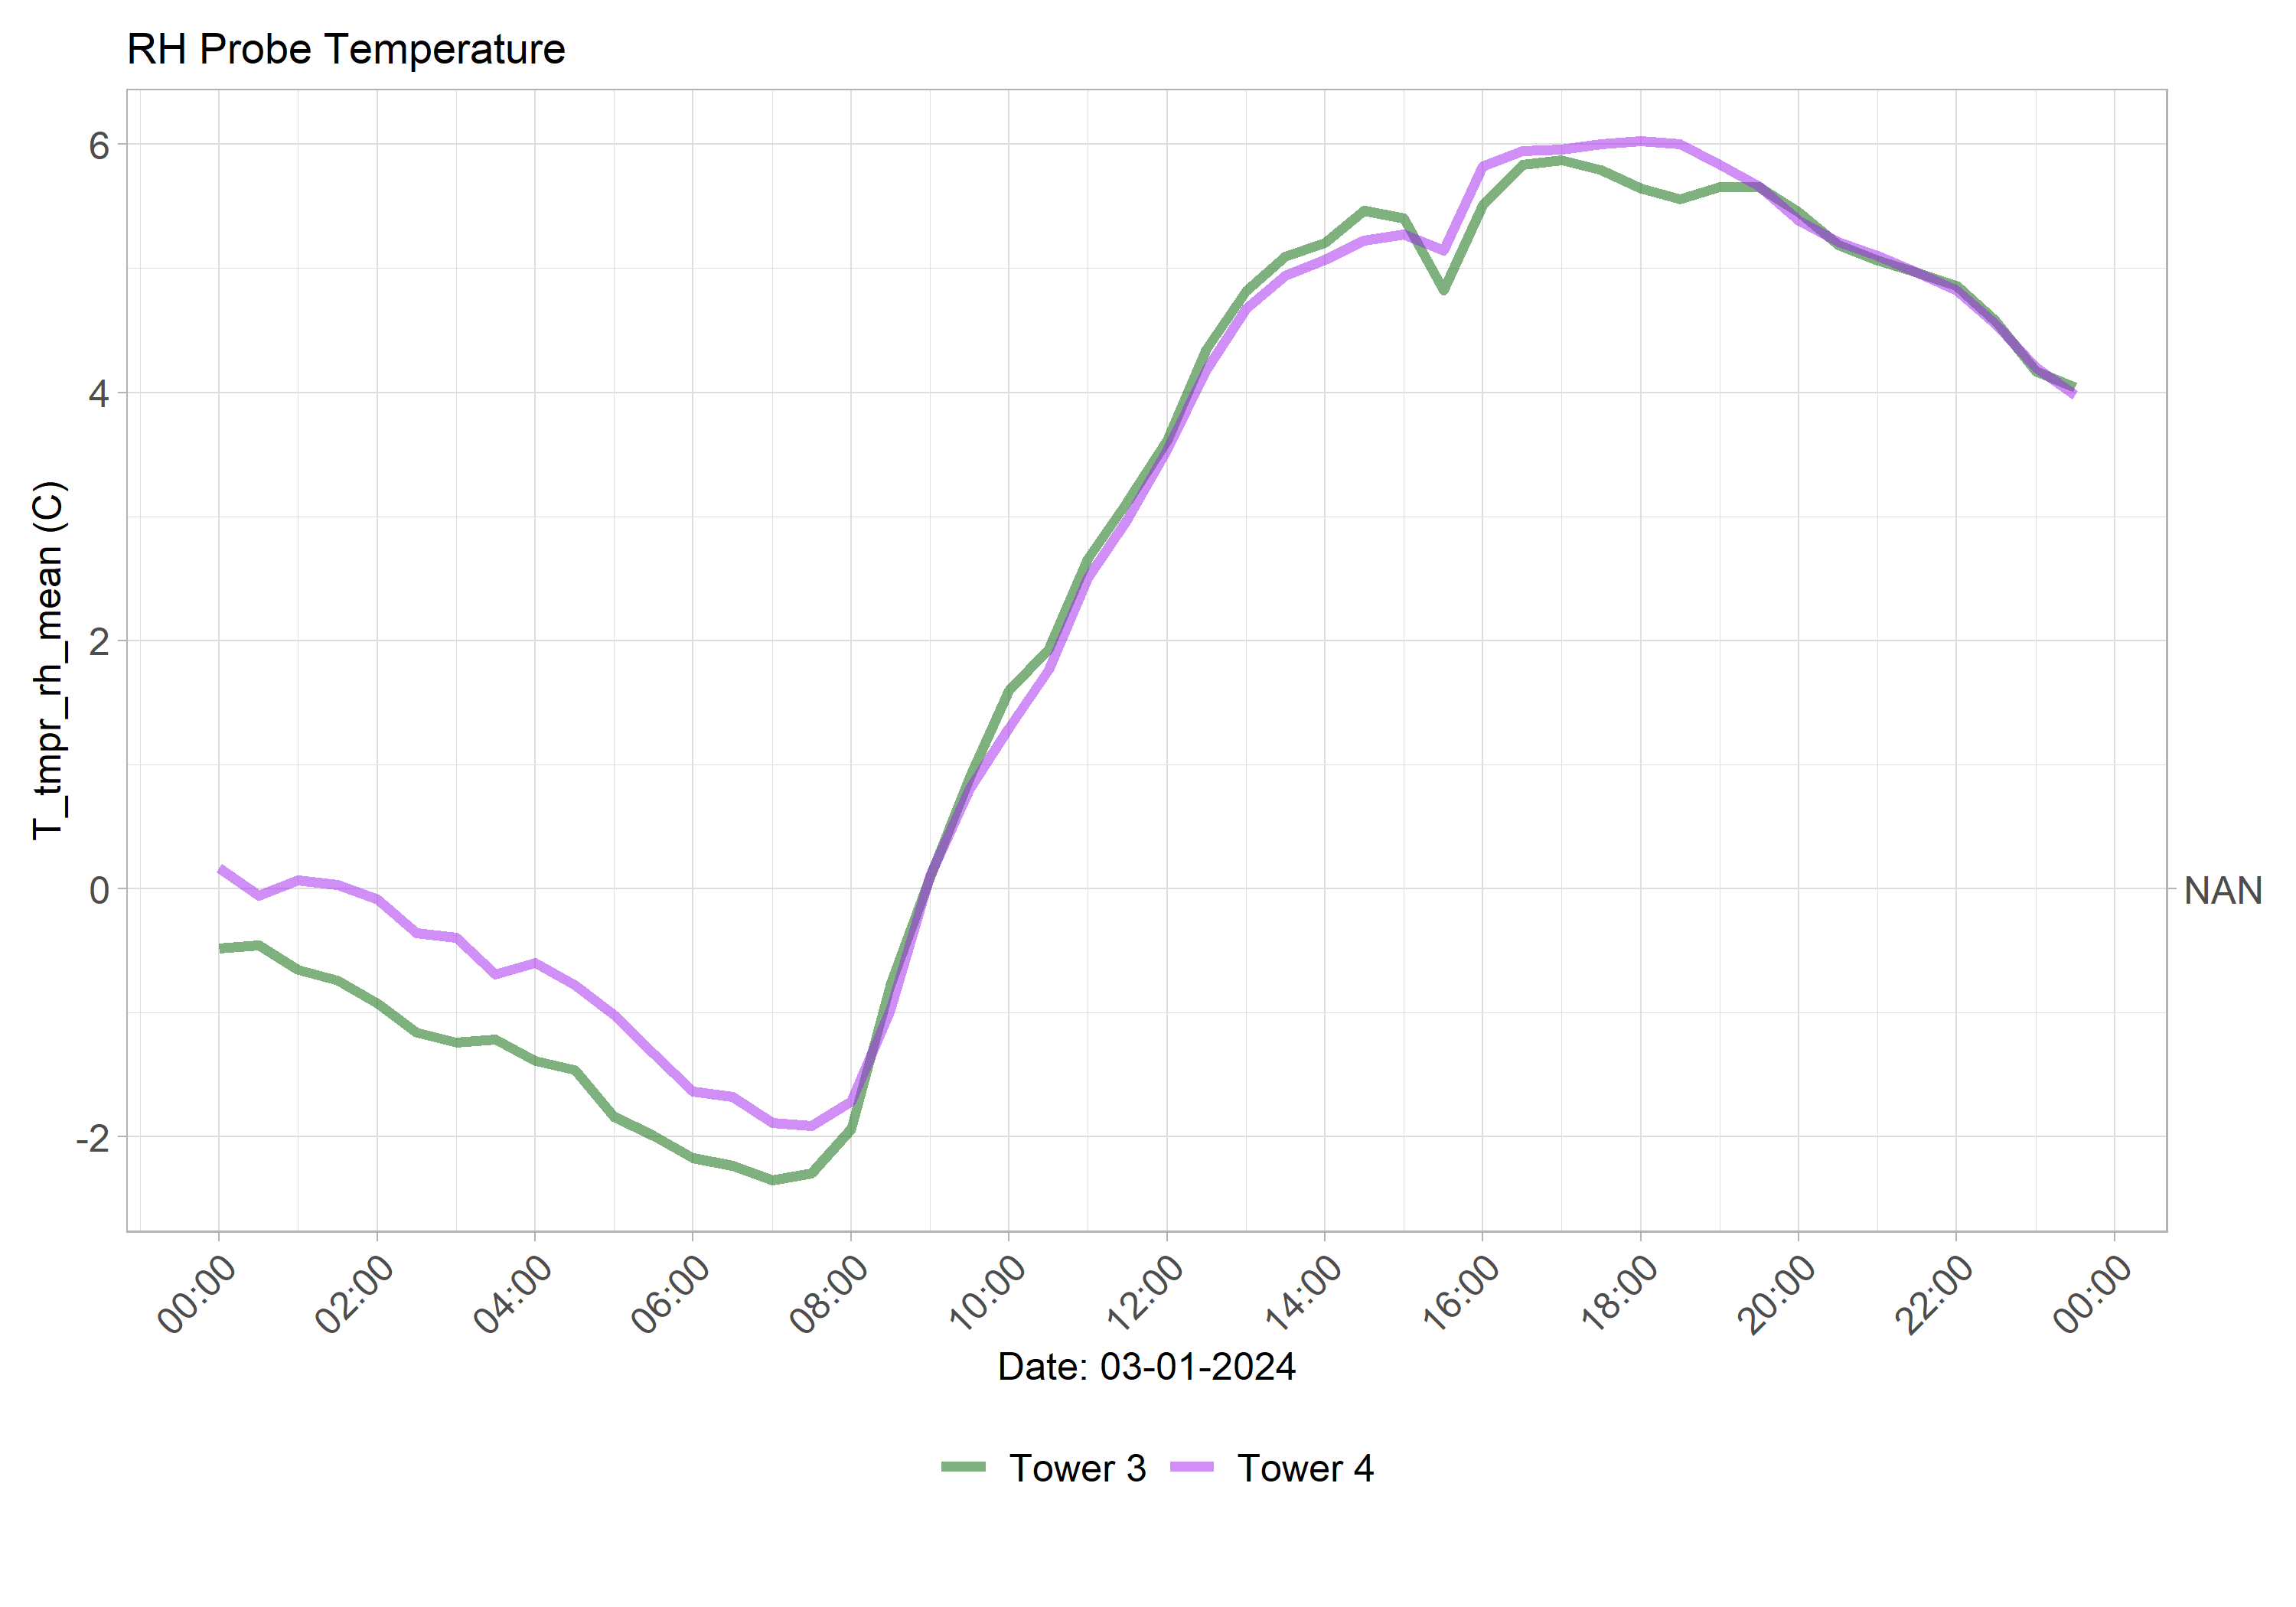 RH Probe Temperature
T_tmpr_rh_mean (C)
6
4
2
0
-2
NAN
00:00 02:00 04:00 06:00 08:00 10:00 12:00 14:00 16:00 18:00 20:00 22:00 00:00
Date: 03-01-2024
Tower 3 Tower 4